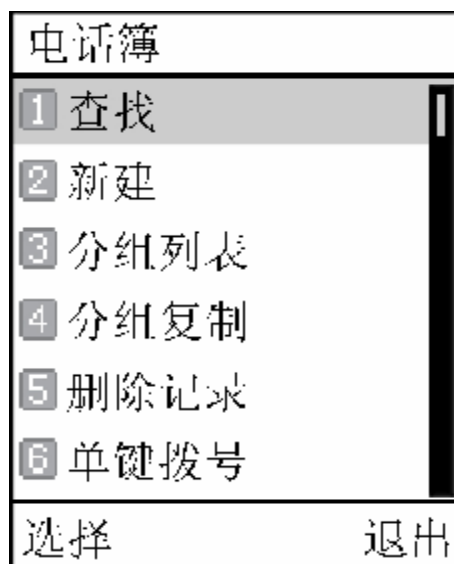 电话簿
1 查找
2 新建
3 分组列表
4 分组复制
5 删除记录
6 单键拨号
选择 退出